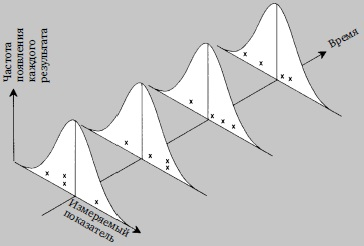 Частота
появления
каждого
результата
Время
Измеряемый
показатель